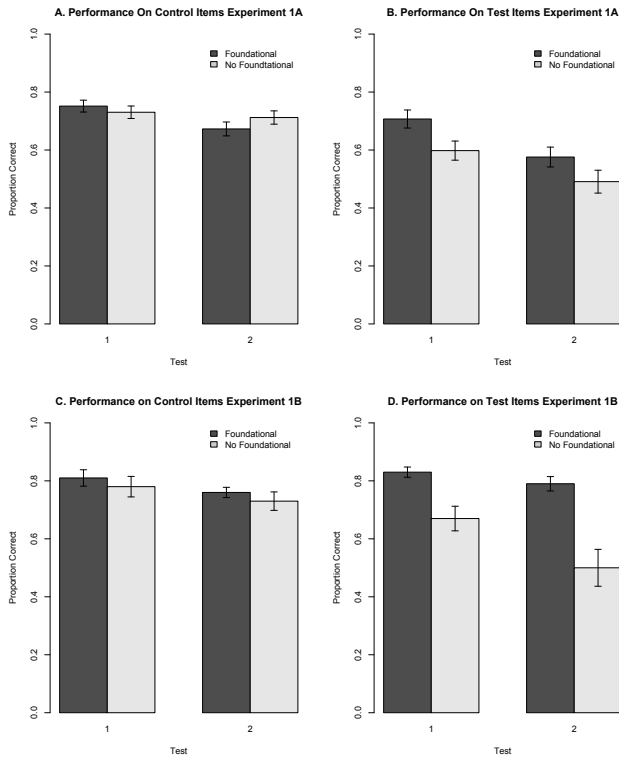 A. Performance On Control Items Experiment 1A
Foundational
No Foundtational
Proportion Correct
0.0 0.2 0.4 0.6 0.8 1.0
1 2
Test
B. Performance On Test Items Experiment 1A
Foundational
No Foundtational
Proportion Correct
0.0 0.2 0.4 0.6 0.8 1.0
1 2
Test
C. Performance on Control Items Experiment 1B
Foundational
No Foundational
Proportion Correct
0.0 0.2 0.4 0.6 0.8 1.0
1 2
Test
D. Performance on Test Items Experiment 1B
Foundational
No Foundational
Proportion Correct
0.0 0.2 0.4 0.6 0.8 1.0
1 2
Test